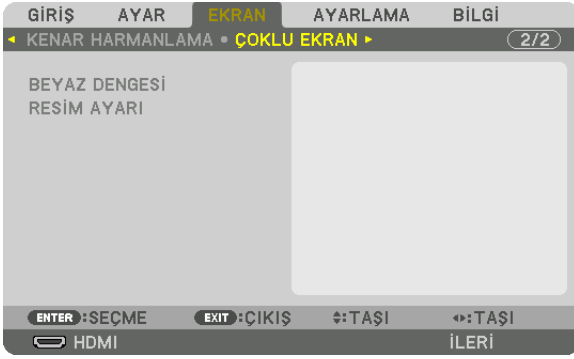 GİRİŞ AYAR EKRAN AYARLAMA BİLGİ
◂ KENAR HARMANLAMA • ÇOKLU EKRAN ▸ 2/2
BEYAZ DENGESİ
RESİM AYARI
ENTER :SEÇME EXIT :ÇIKIŞ :TAŞI :TAŞI
HDMI İLERİ